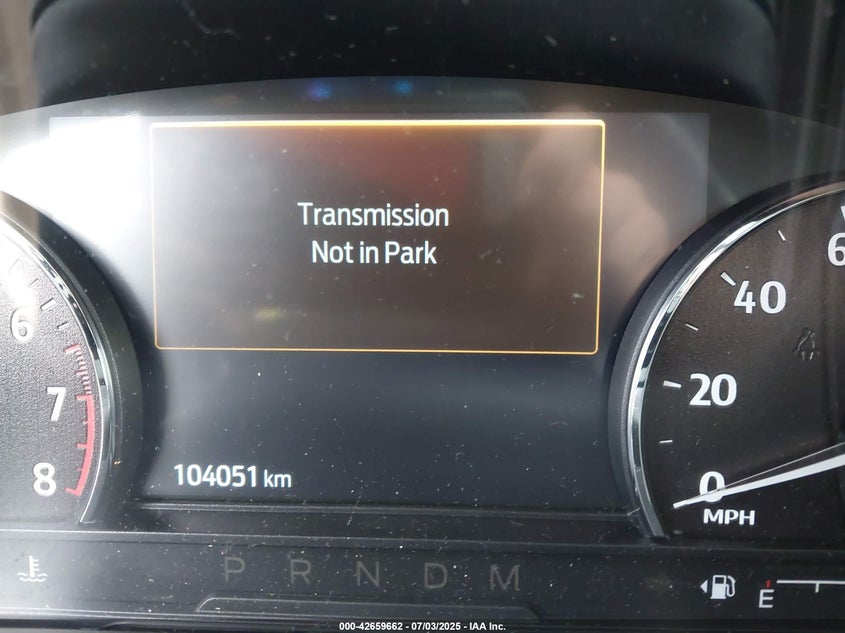 Transmission
Not in Park
6
7
8
6
40
20
0
MPH
104051 km
P R N D M
E
000-42659662 - 07/03/2025 - IAA Inc.